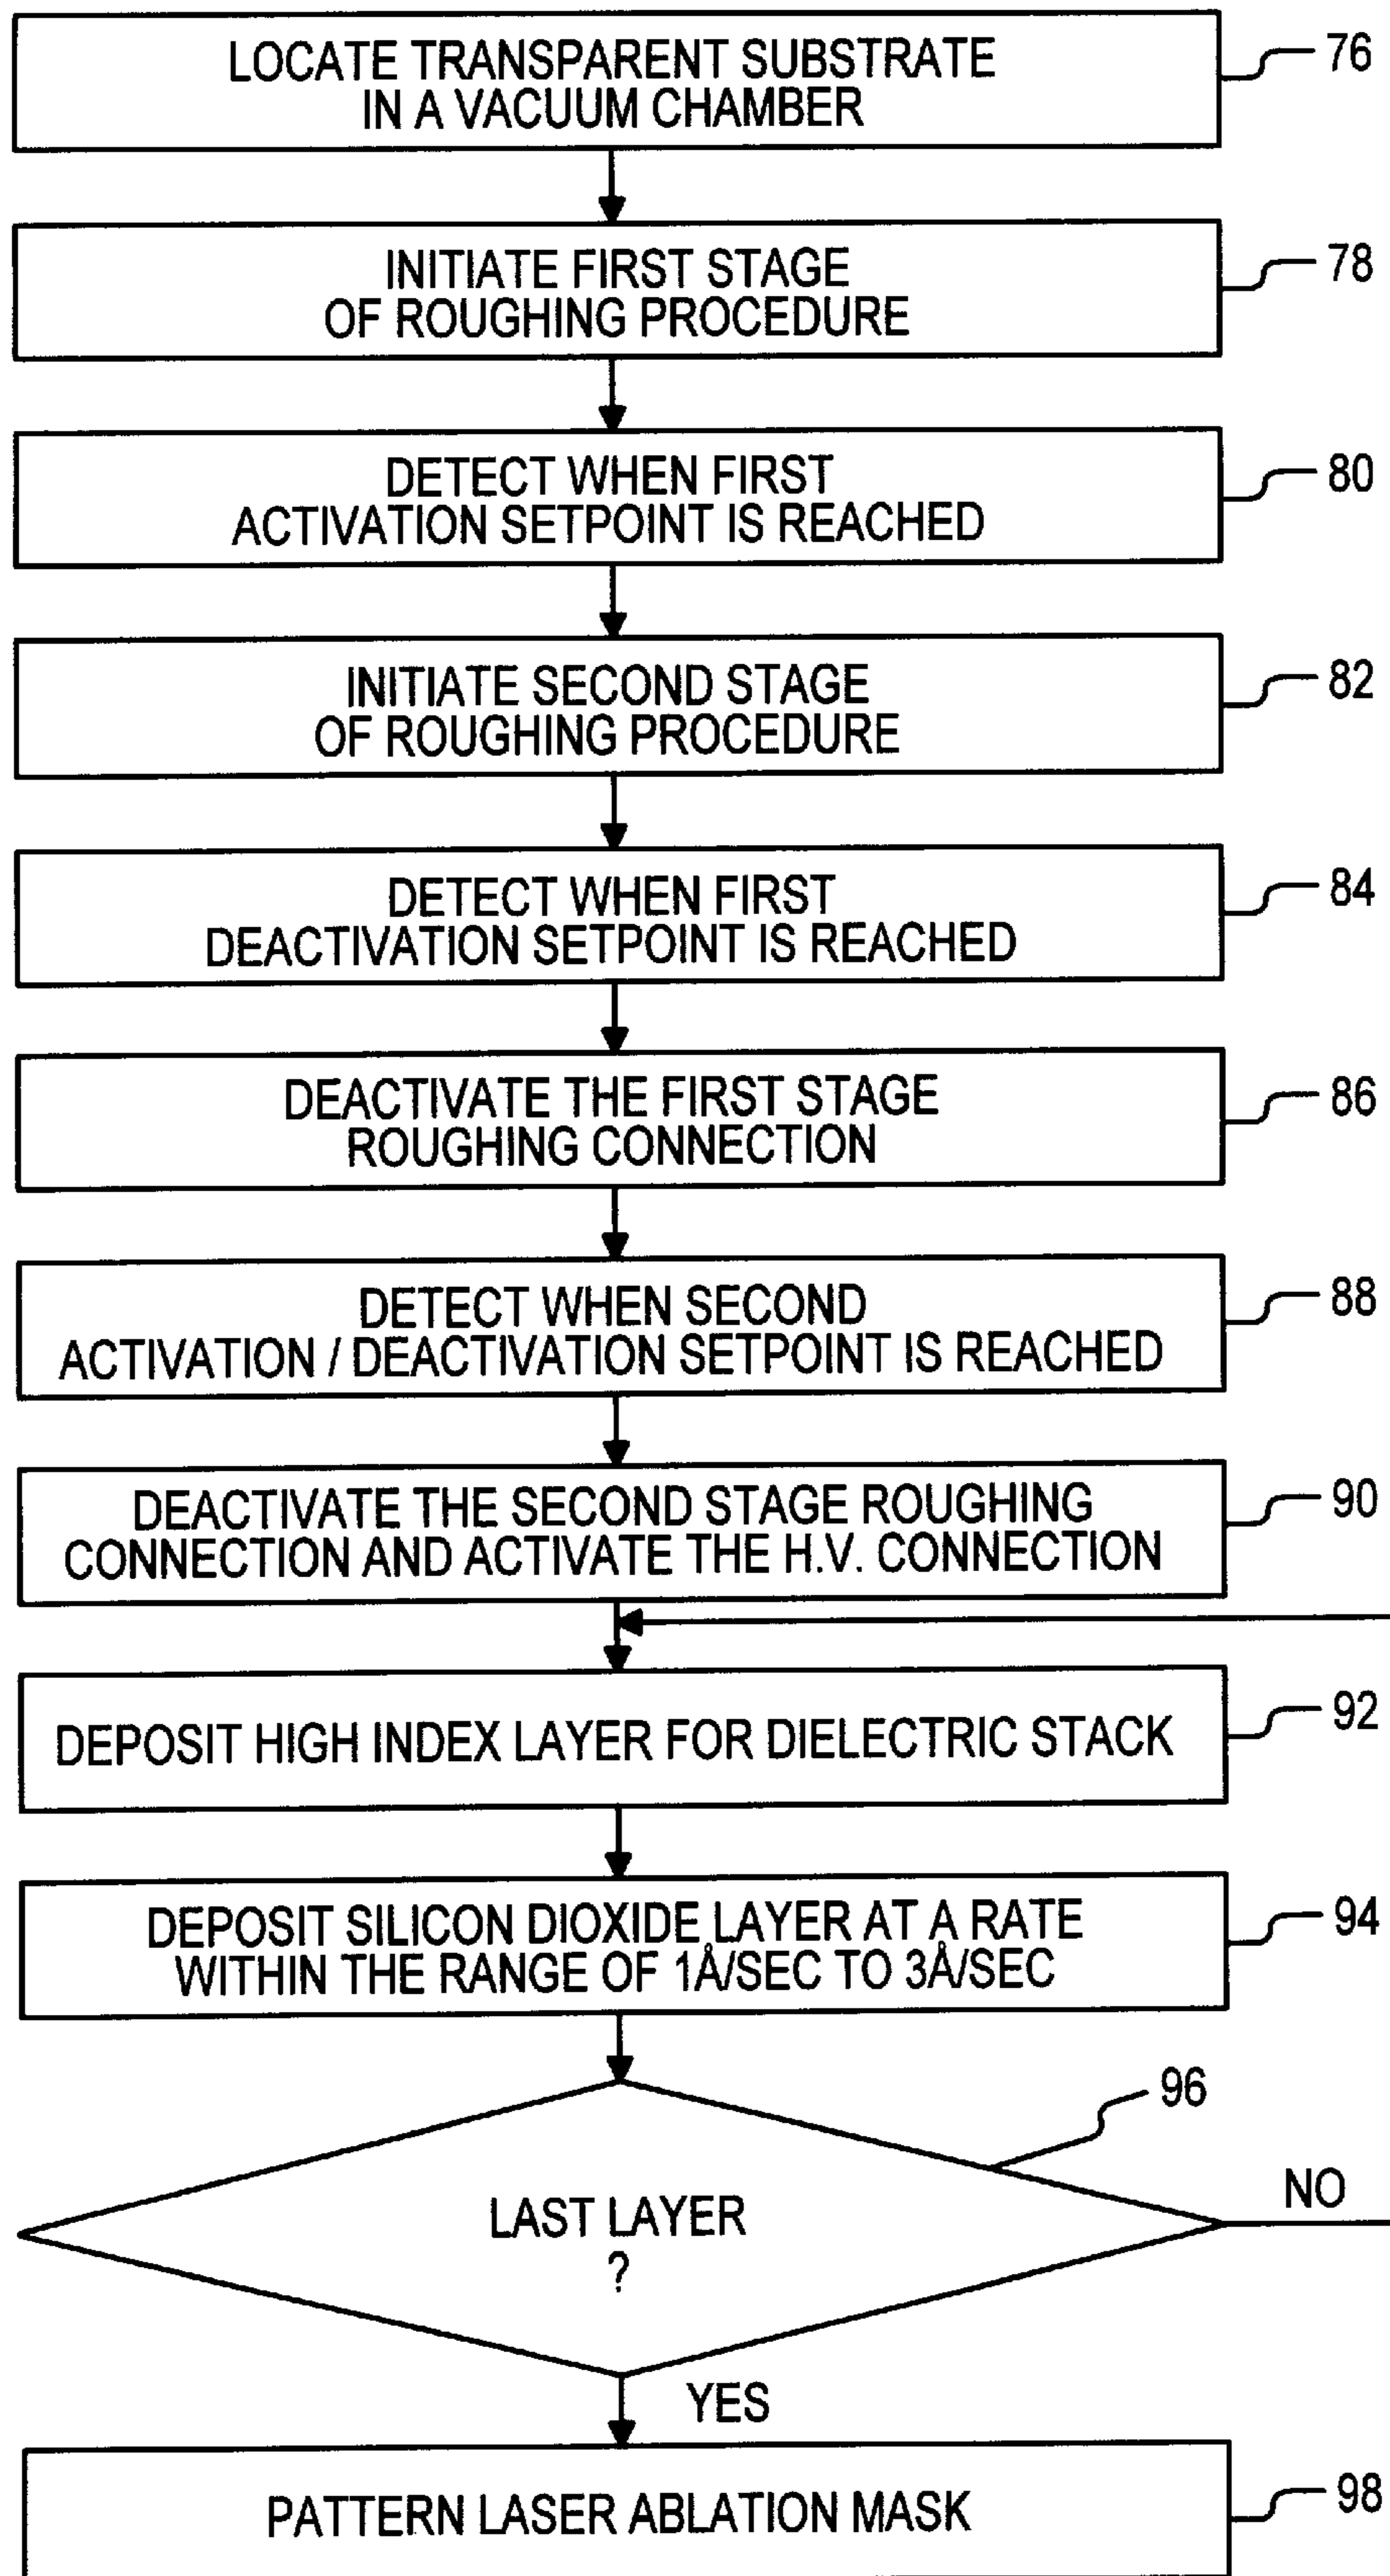 LOCATE TRANSPARENT SUBSTRATE
IN A VACUUM CHAMBER
76
INITIATE FIRST STAGE
OF ROUGHING PROCEDURE
78
DETECT WHEN FIRST
ACTIVATION SETPOINT IS REACHED
80
INITIATE SECOND STAGE
OF ROUGHING PROCEDURE
82
DETECT WHEN FIRST
DEACTIVATION SETPOINT IS REACHED
84
DEACTIVATE THE FIRST STAGE
ROUGHING CONNECTION
86
DETECT WHEN SECOND
ACTIVATION / DEACTIVATION SETPOINT IS REACHED
88
DEACTIVATE THE SECOND STAGE ROUGHING
CONNECTION AND ACTIVATE THE H.V. CONNECTION
90
DEPOSIT HIGH INDEX LAYER FOR DIELECTRIC STACK
92
DEPOSIT SILICON DIOXIDE LAYER AT A RATE
WITHIN THE RANGE OF 1Å/SEC TO 3Å/SEC
94
96
LAST LAYER
?
NO
YES
PATTERN LASER ABLATION MASK
98